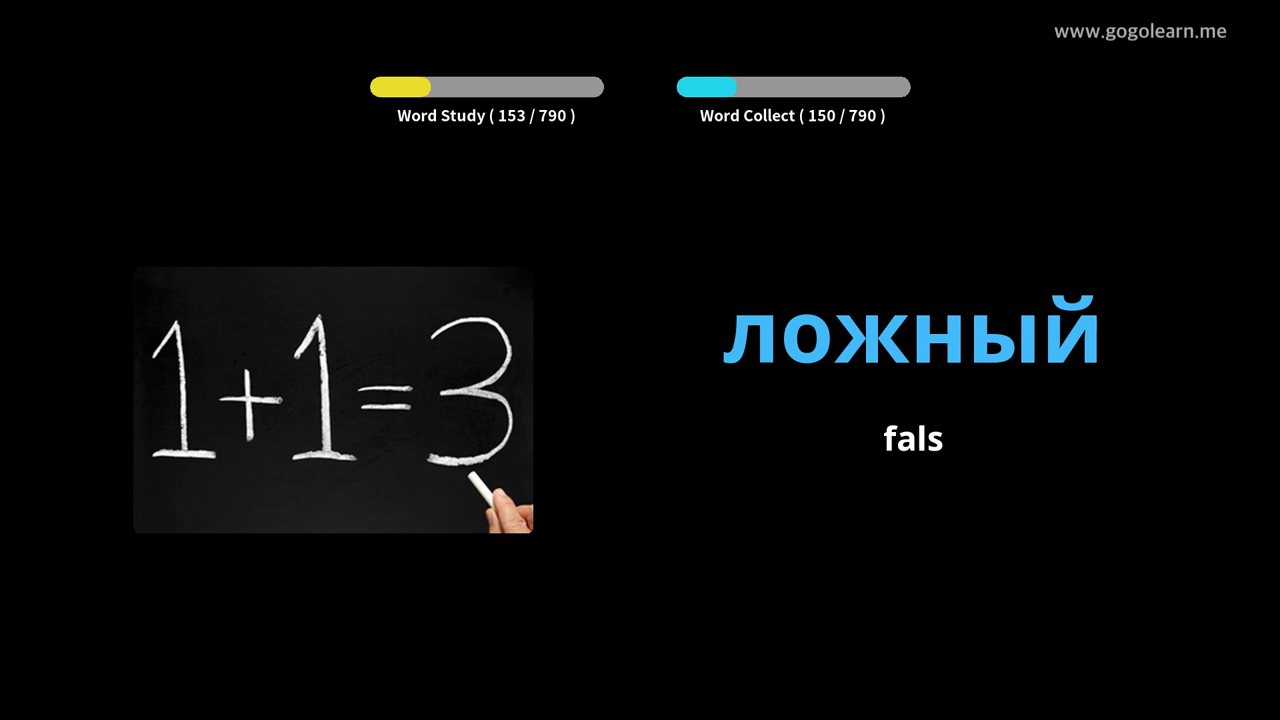 www.gogolearn.me
Word Study ( 153 / 790 )
Word Collect ( 150 / 790 )
1+1=3
ложный
fals